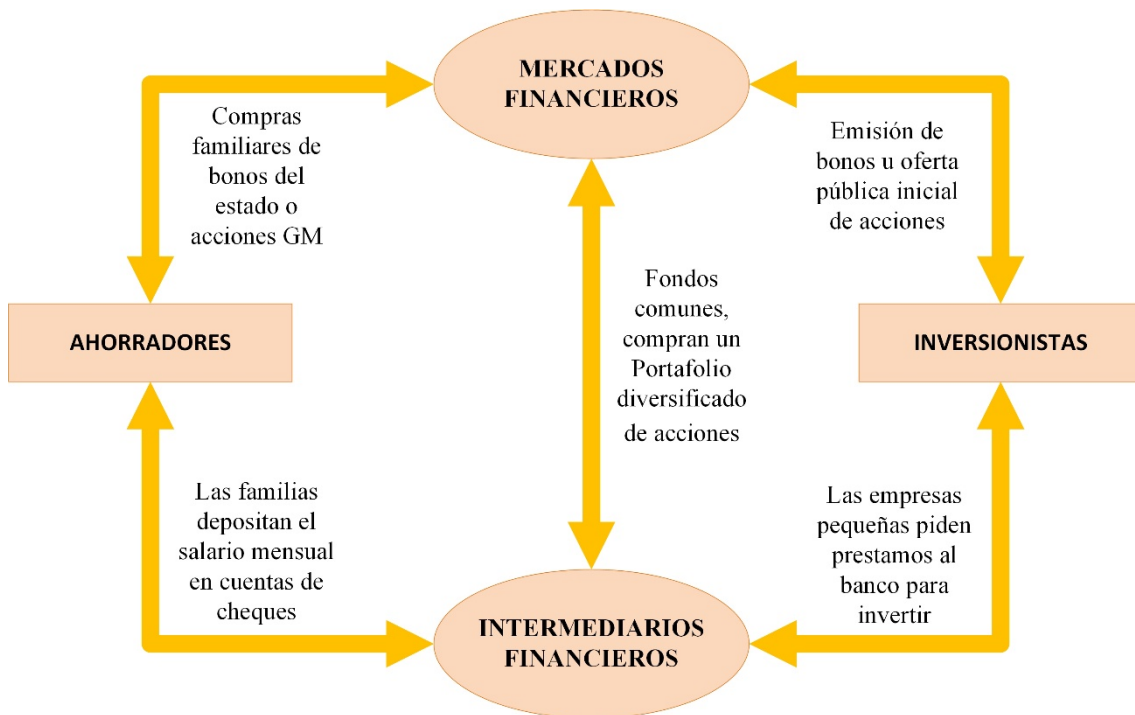 MERCADOS
FINANCIEROS
Compras
familiares de
bonos del
estado o
acciones GM
Emisión de
bonos u oferta
pública inicial
de acciones
Fondos
comunes,
compran un
Portafolio
diversificado
de acciones
AHORRADORES
INVERSIONISTAS
Las familias
depositan el
salario mensual
en cuentas de
cheques
Las empresas
pequeñas piden
prestamos al
banco para
invertir
INTERMEDIARIOS
FINANCIEROS